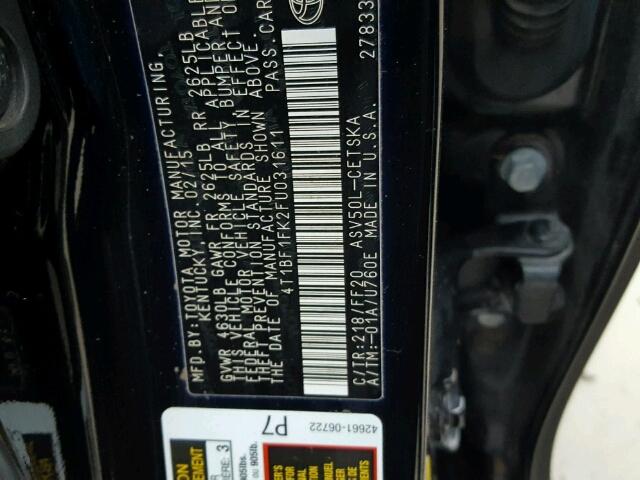 MFD.BY:TOYOTA MOTOR MANUFACTURING,
KENTUCKY, INC. 02/15
GVWR 4630LB GAWR FR 2625LB RR 2625LB
THIS VEHICLE CONFORMS TO ALL APPLICABLE
FEDERAL MOTOR VEHICLE SAFETY, BUMPER, AND
THEFT PREVENTION STANDARDS IN EFFECT ON
THE DATE OF MANUFACTURE SHOWN ABOVE.
4T1BF1FK2FU031611 PASS. CAR
C/TR:218/FF20 ASV50L-CETSKA
A/TM:-01A/U760E MADE IN U.S.A. 27833
P7
42661-06722
3